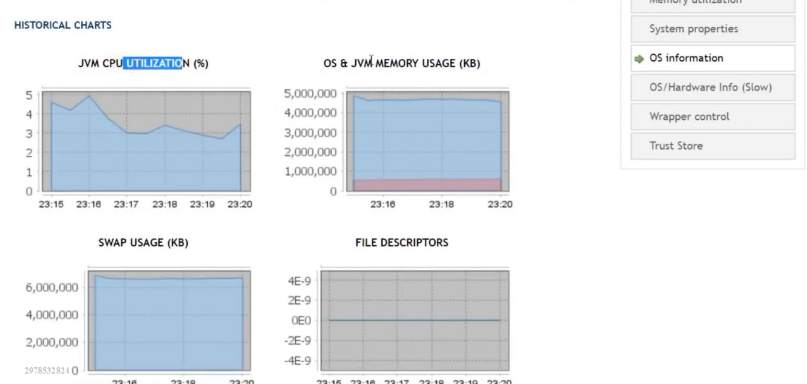 Memory utilization
HISTORICAL CHARTS
System properties
OS information
OS/Hardware Info (Slow)
Wrapper control
Trust Store
JVM CPU UTILIZATION (%)
5
4
3
2
1
0
23:15 23:16 23:17 23:18 23:19 23:20
OS & JVM MEMORY USAGE (KB)
5,000,000
4,000,000
3,000,000
2,000,000
1,000,000
0
23:16 23:18 23:20
SWAP USAGE (KB)
6,000,000
4,000,000
2,000,000
0
2978532824
23:16 23:18 23:20
FILE DESCRIPTORS
4E-9
2E-9
0E0
-2E-9
-4E-9
23:15 23:16 23:17 23:18 23:19 23:20